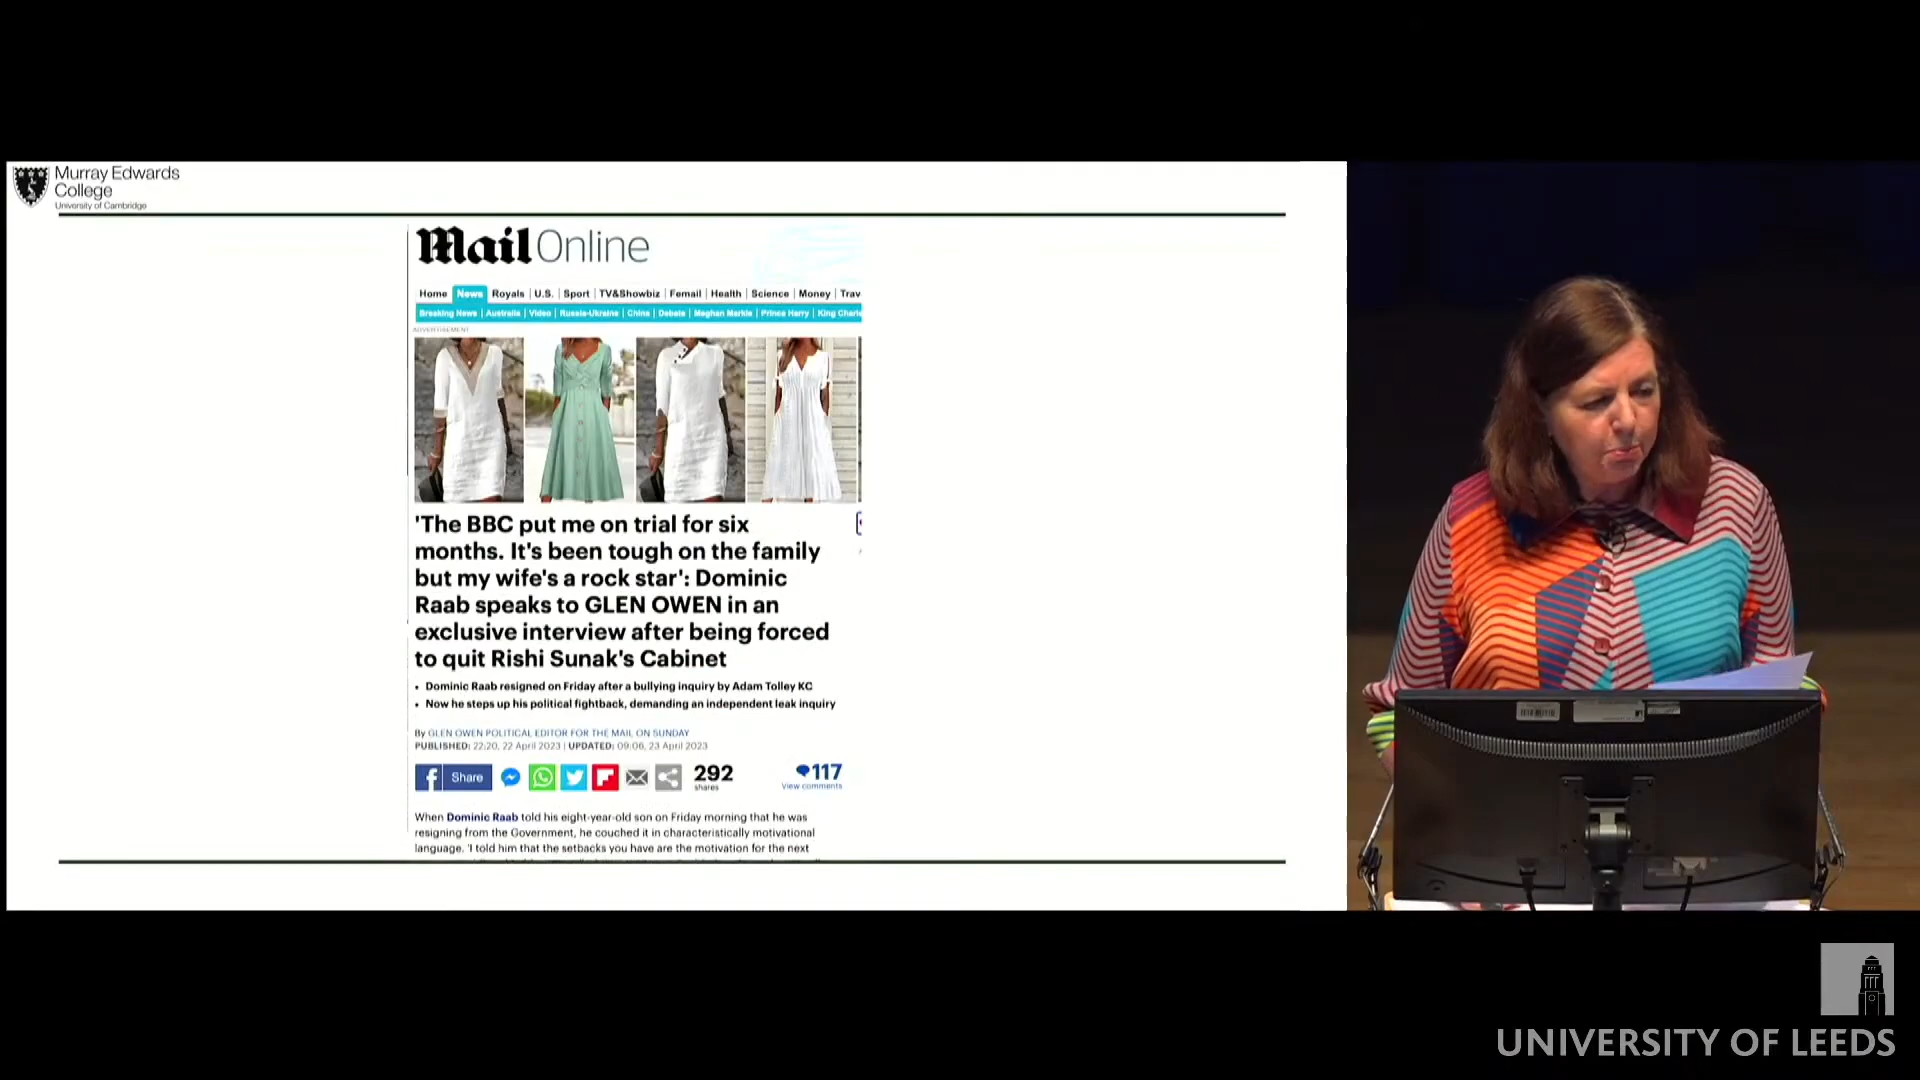 Murray Edwards
College
University of Cambridge
Mail Online
Home | News | Royals | U.S. | Sport | TV&Showbiz | Femail | Health | Science | Money | Trav
Breaking News | Australia | Video | Russia-Ukraine | China | Debate | Meghan Markle | Prince Harry | King Charle
ADVERTISEMENT
'The BBC put me on trial for six
months. It's been tough on the family
but my wife's a rock star': Dominic
Raab speaks to GLEN OWEN in an
exclusive interview after being forced
to quit Rishi Sunak's Cabinet
• Dominic Raab resigned on Friday after a bullying inquiry by Adam Tolley KC
• Now he steps up his political fightback, demanding an independent leak inquiry
By GLEN OWEN POLITICAL EDITOR FOR THE MAIL ON SUNDAY
PUBLISHED: 22:20, 22 April 2023 | UPDATED: 09:06, 23 April 2023
Share
292
shares
117
View comments
When Dominic Raab told his eight-year-old son on Friday morning that he was
resigning from the Government, he couched it in characteristically motivational
language. 'I told him that the setbacks you have are the motivation for the next
UNIVERSITY OF LEEDS